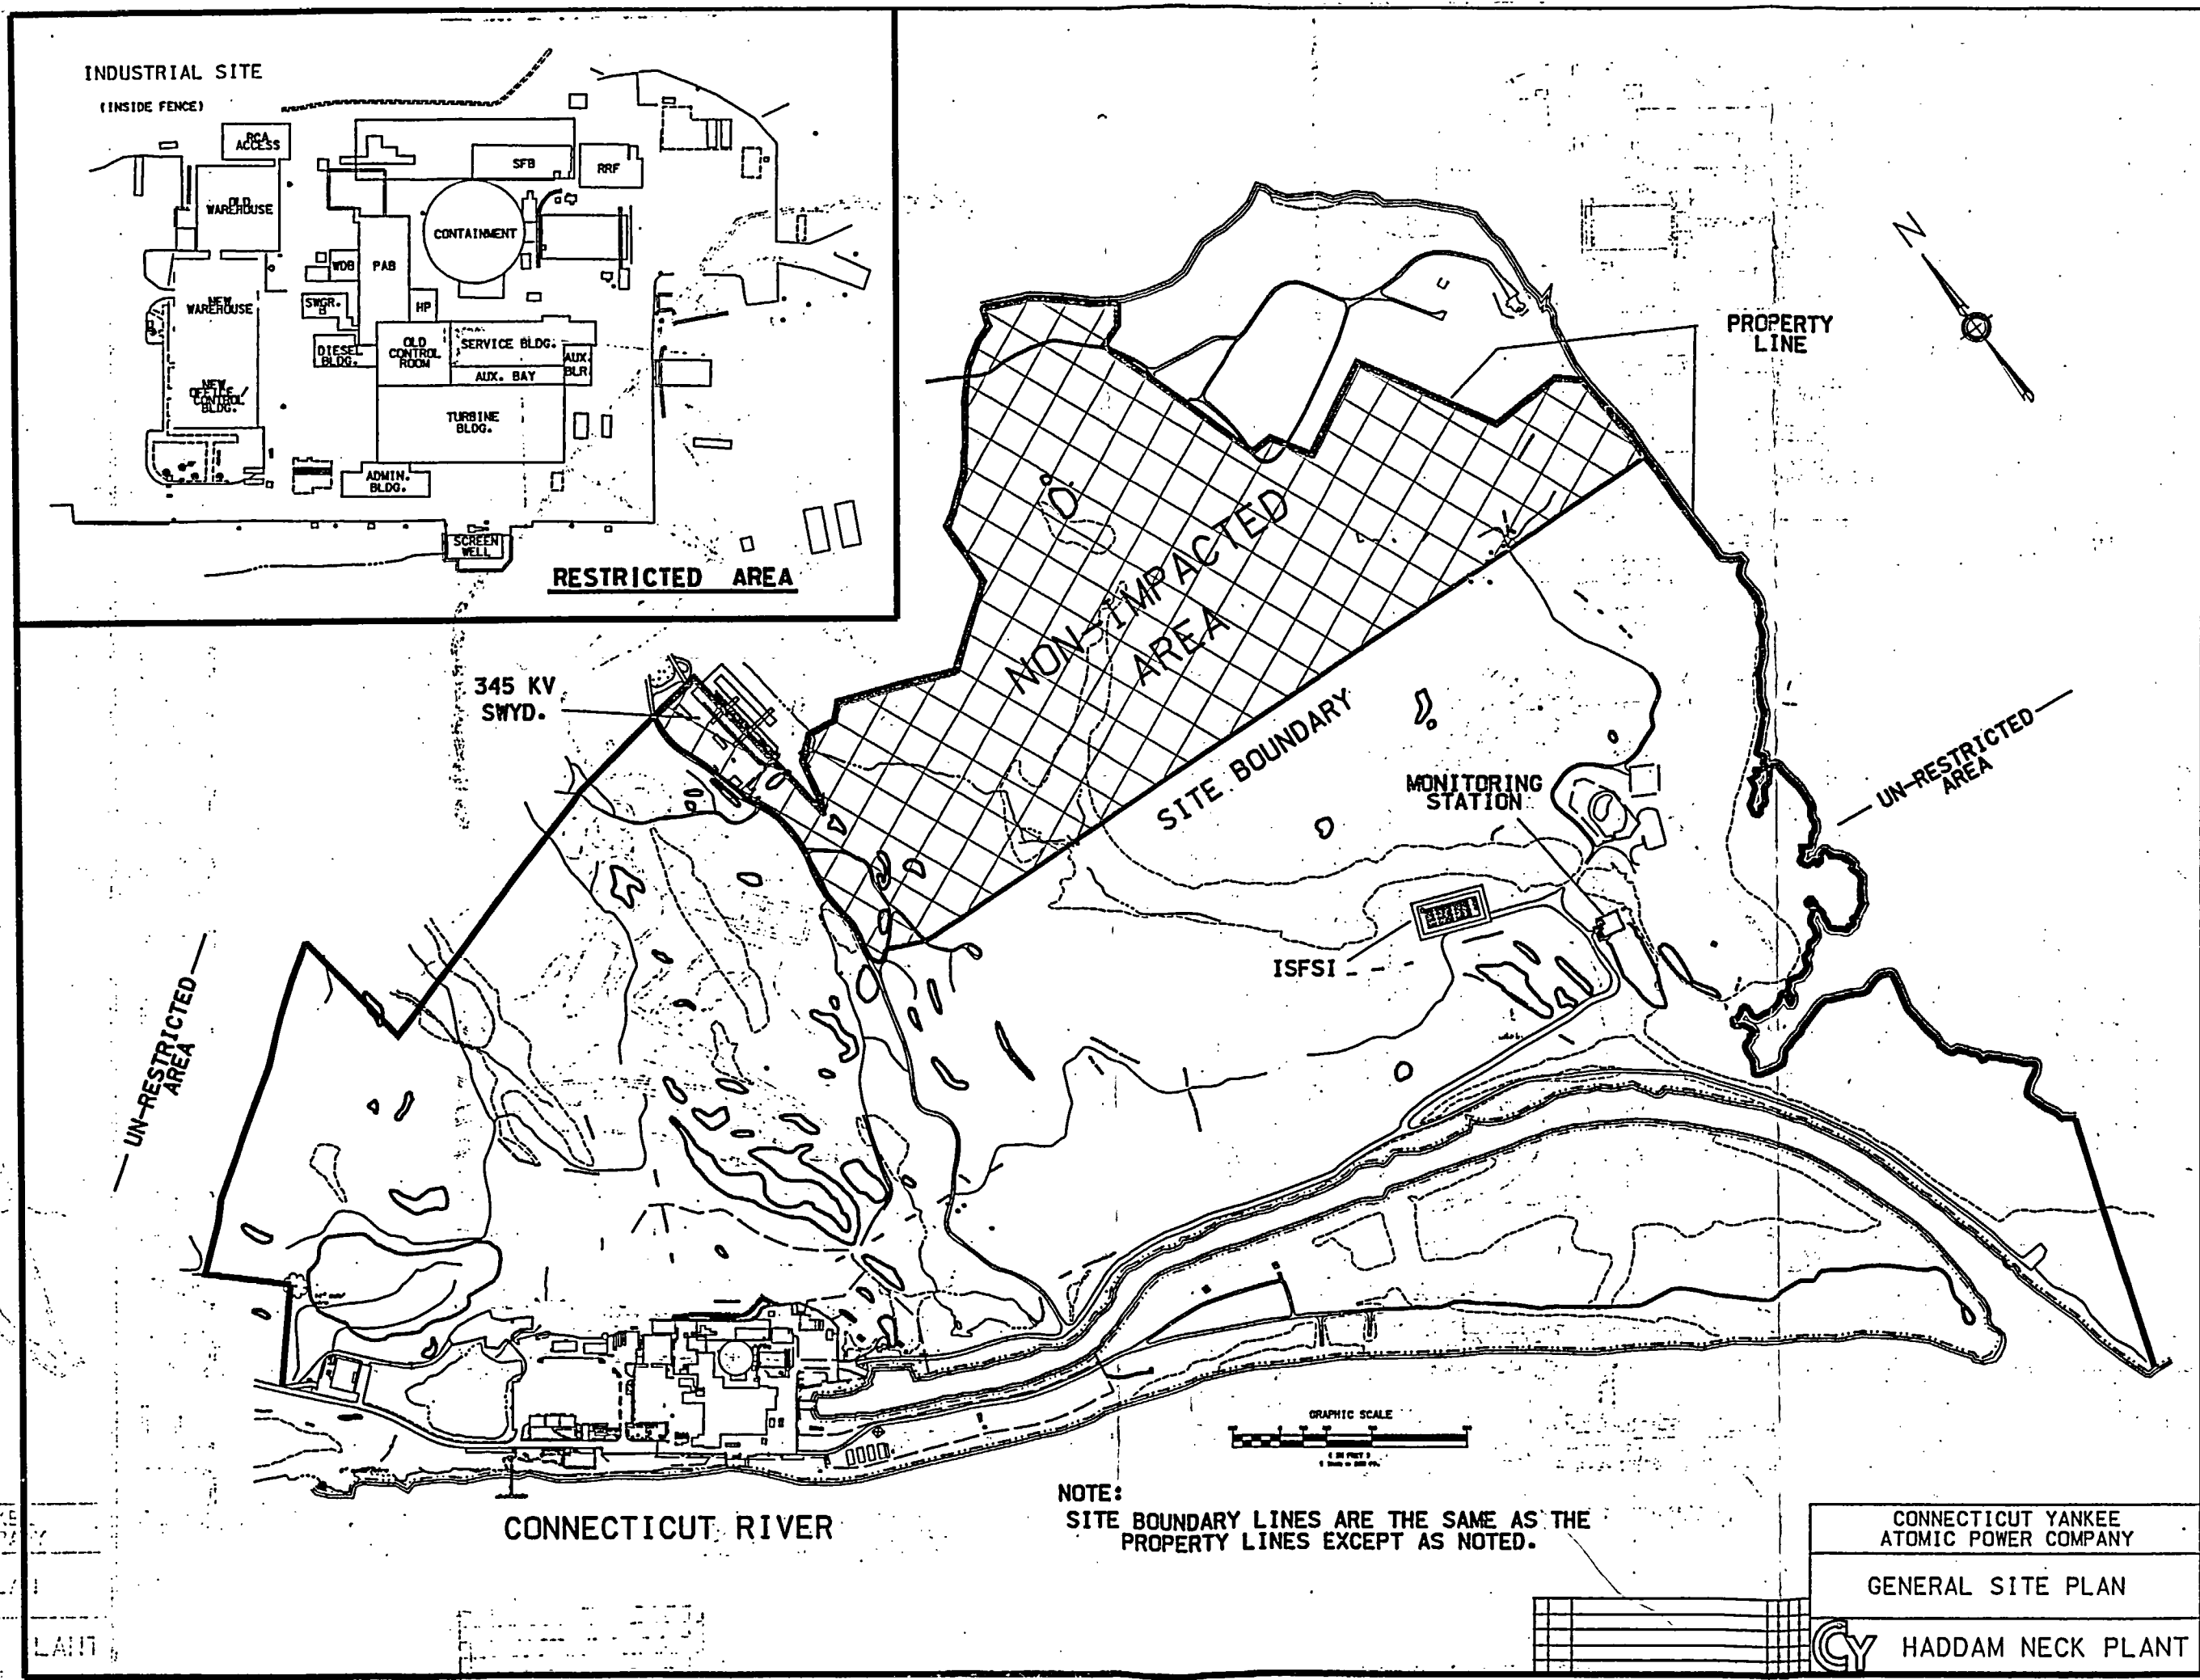 INDUSTRIAL SITE
(INSIDE FENCE)
RCA
ACCESS
OLD
WAREHOUSE
SFB
RRF
CONTAINMENT
WDB
PAB
NEW
WAREHOUSE
SWGR.
B
HP
DIESEL
BLDG.
OLD
CONTROL
ROOM
SERVICE BLDG.
AUX. BAY
AUX.
BLR
NEW
OFFICE/
CONTROL
BLDG.
TURBINE
BLDG.
ADMIN.
BLDG.
SCREEN
WELL
RESTRICTED AREA
N
PROPERTY
LINE
NON-IMPACTED
AREA
345 KV
SWYD.
SITE BOUNDARY
MONITORING
STATION
UN-RESTRICTED
AREA
ISFSI
UN-RESTRICTED
AREA
GRAPHIC SCALE
( IN FEET )
CONNECTICUT RIVER
NOTE:
SITE BOUNDARY LINES ARE THE SAME AS THE
PROPERTY LINES EXCEPT AS NOTED.
CONNECTICUT YANKEE
ATOMIC POWER COMPANY
GENERAL SITE PLAN
CY HADDAM NECK PLANT